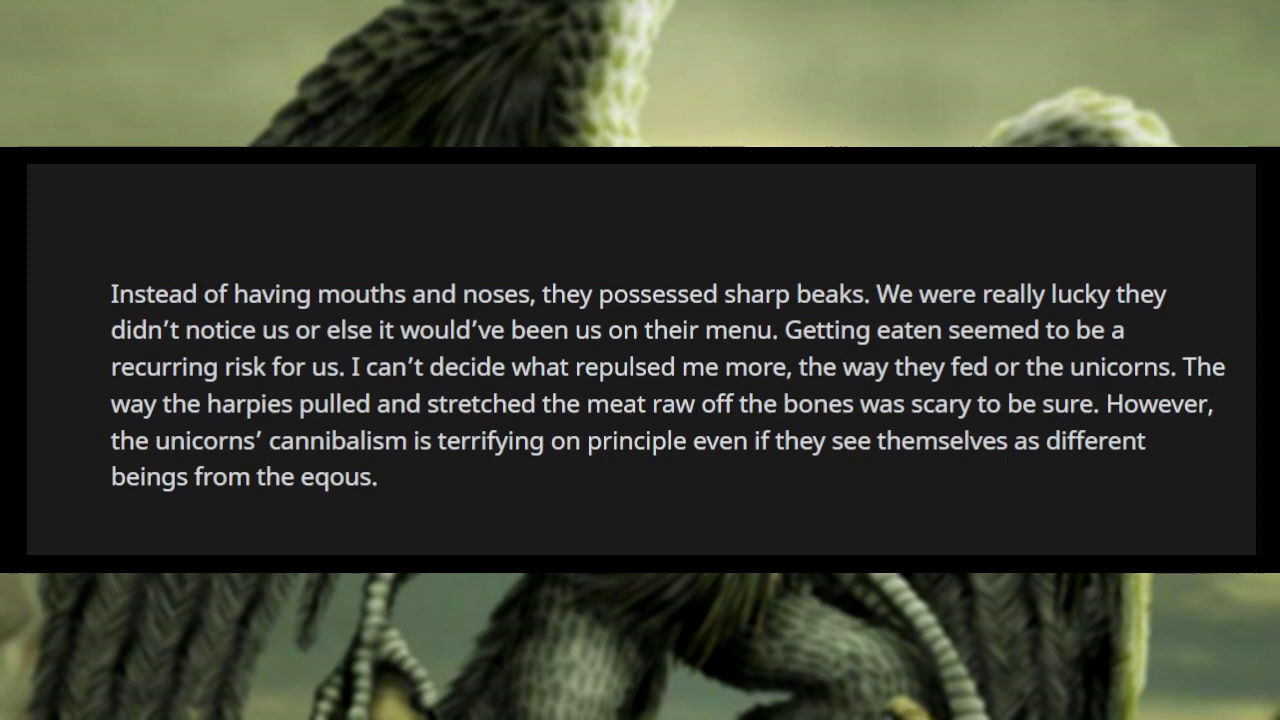 Instead of having mouths and noses, they possessed sharp beaks. We were really lucky they
didn’t notice us or else it would’ve been us on their menu. Getting eaten seemed to be a
recurring risk for us. I can’t decide what repulsed me more, the way they fed or the unicorns. The
way the harpies pulled and stretched the meat raw off the bones was scary to be sure. However,
the unicorns’ cannibalism is terrifying on principle even if they see themselves as different
beings from the eqous.